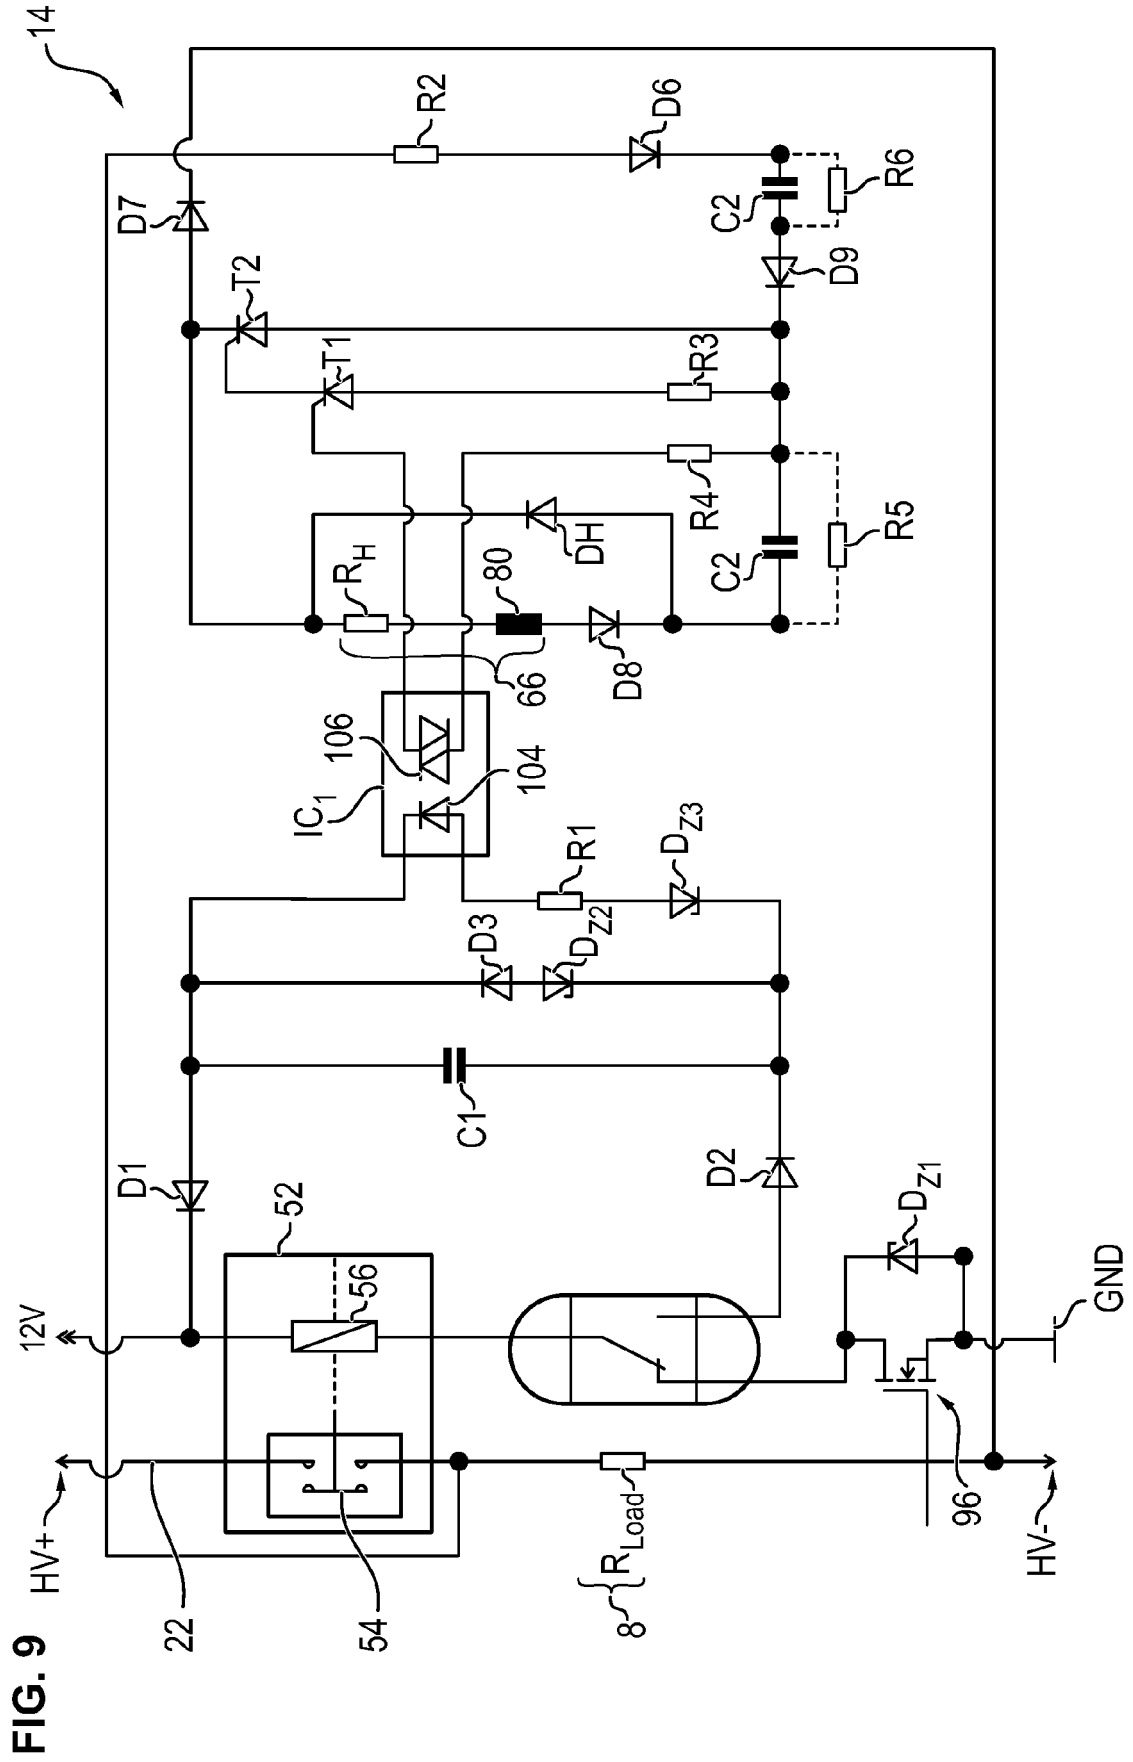 FIG. 9
14
HV+
22
54
12V
52
56
D1
D2
C1
D3
D_Z2
R1
D_Z3
IC_1
106
104
66
R_H
80
D8
DH
T1
T2
D7
R2
D6
R3
R4
C2
R5
D9
C2
R6
8
R_Load
HV-
96
D_Z1
GND